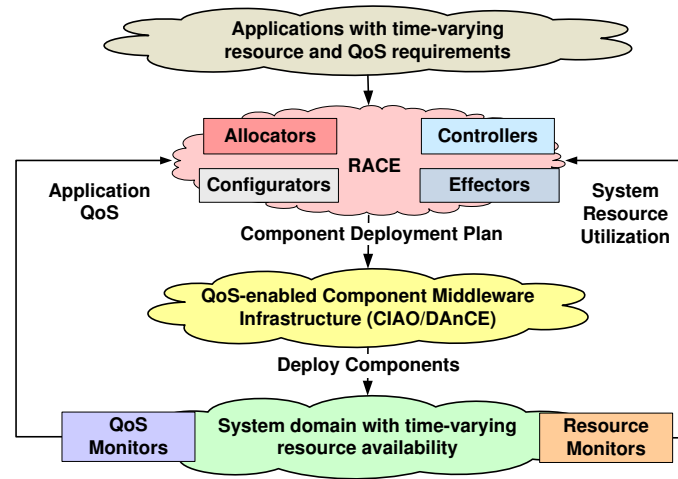 Applications with time-varying
resource and QoS requirements
Allocators
Controllers
RACE
Configurators
Effectors
Application
QoS
System
Resource
Utilization
Component Deployment Plan
QoS-enabled Component Middleware
Infrastructure (CIAO/DAnCE)
Deploy Components
QoS
Monitors
System domain with time-varying
resource availability
Resource
Monitors